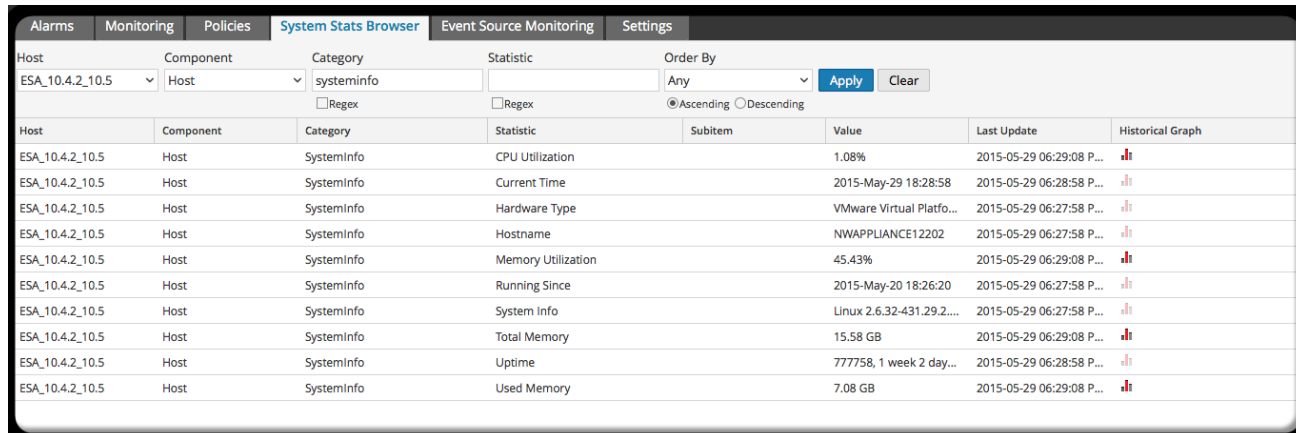 Alarms Monitoring Policies System Stats Browser Event Source Monitoring Settings
Host Component Category Statistic Order By
ESA_10.4.2_10.5 Host systeminfo Any Apply Clear
Regex Regex Ascending Descending
Host Component Category Statistic Subitem Value Last Update Historical Graph
ESA_10.4.2_10.5 Host SystemInfo CPU Utilization 1.08% 2015-05-29 06:29:08 P...
ESA_10.4.2_10.5 Host SystemInfo Current Time 2015-May-29 18:28:58 2015-05-29 06:28:58 P...
ESA_10.4.2_10.5 Host SystemInfo Hardware Type VMware Virtual Platfo... 2015-05-29 06:27:58 P...
ESA_10.4.2_10.5 Host SystemInfo Hostname NWAPPLIANCE12202 2015-05-29 06:27:58 P...
ESA_10.4.2_10.5 Host SystemInfo Memory Utilization 45.43% 2015-05-29 06:29:08 P...
ESA_10.4.2_10.5 Host SystemInfo Running Since 2015-May-20 18:26:20 2015-05-29 06:27:58 P...
ESA_10.4.2_10.5 Host SystemInfo System Info Linux 2.6.32-431.29.2.... 2015-05-29 06:27:58 P...
ESA_10.4.2_10.5 Host SystemInfo Total Memory 15.58 GB 2015-05-29 06:29:08 P...
ESA_10.4.2_10.5 Host SystemInfo Uptime 777758, 1 week 2 day... 2015-05-29 06:28:58 P...
ESA_10.4.2_10.5 Host SystemInfo Used Memory 7.08 GB 2015-05-29 06:29:08 P...